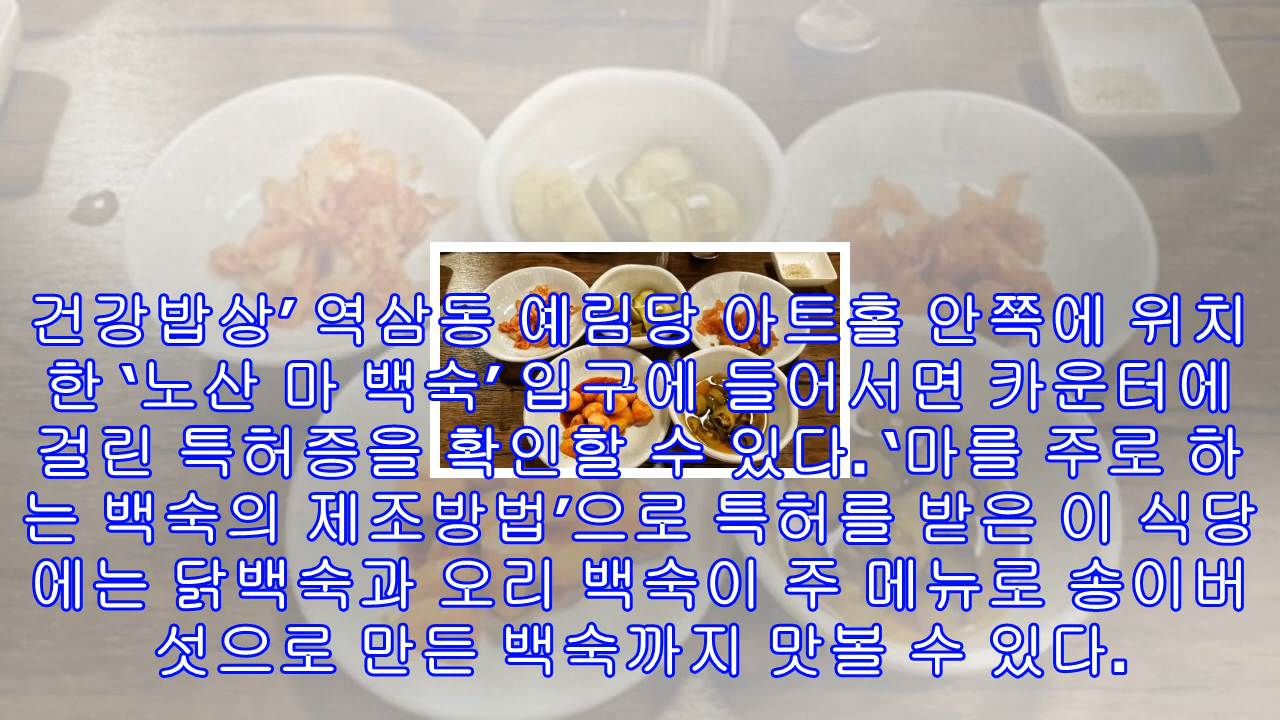 건강밥상’ 역삼동 예림당 아트홀 안쪽에 위치
한 ‘노산 마 백숙’ 입구에 들어서면 카운터에
걸린 특허증을 확인할 수 있다. ‘마를 주로 하
는 백숙의 제조방법’으로 특허를 받은 이 식당
에는 닭백숙과 오리 백숙이 주 메뉴로 송이버
섯으로 만든 백숙까지 맛볼 수 있다.